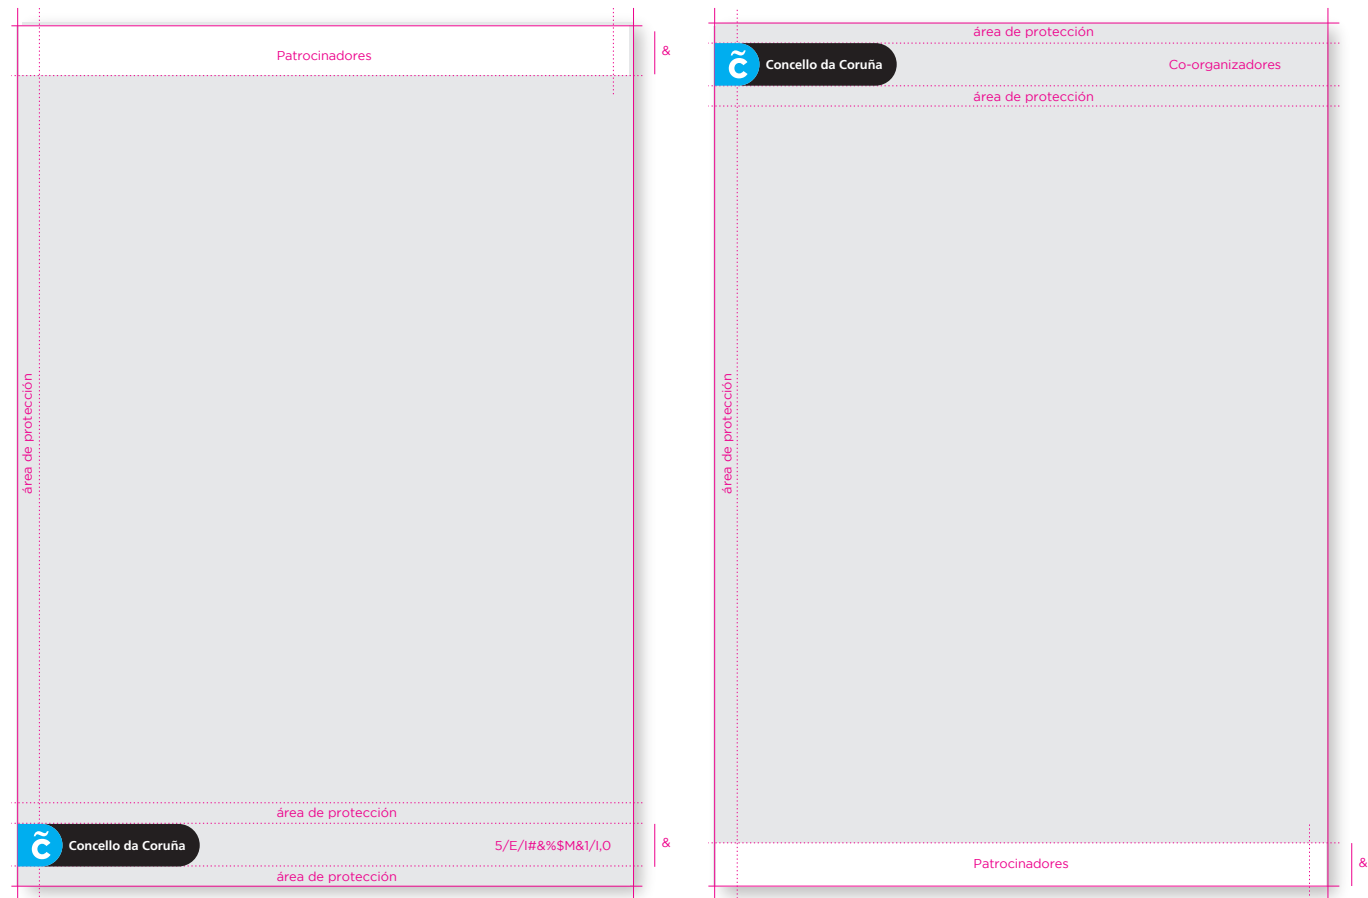 Patrocinadores
&
área de protección
área de protección
c̃ Concello da Coruña
5/E/I#&%$M&1/I,0
&
área de protección
área de protección
c̃ Concello da Coruña
Co-organizadores
área de protección
área de protección
Patrocinadores
&